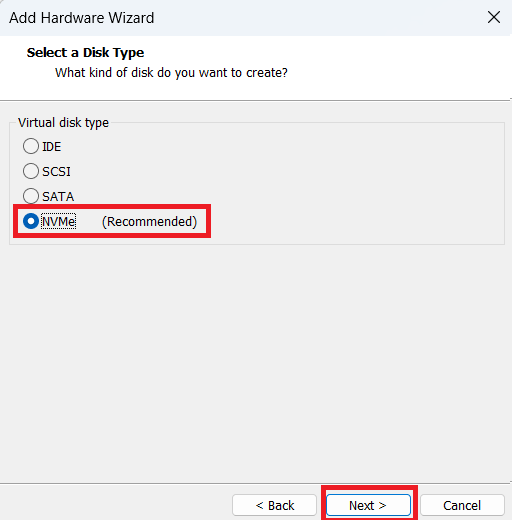 Add Hardware Wizard
Select a Disk Type
What kind of disk do you want to create?
Virtual disk type
IDE
SCSI
SATA
NVMe (Recommended)
< Back Next > Cancel